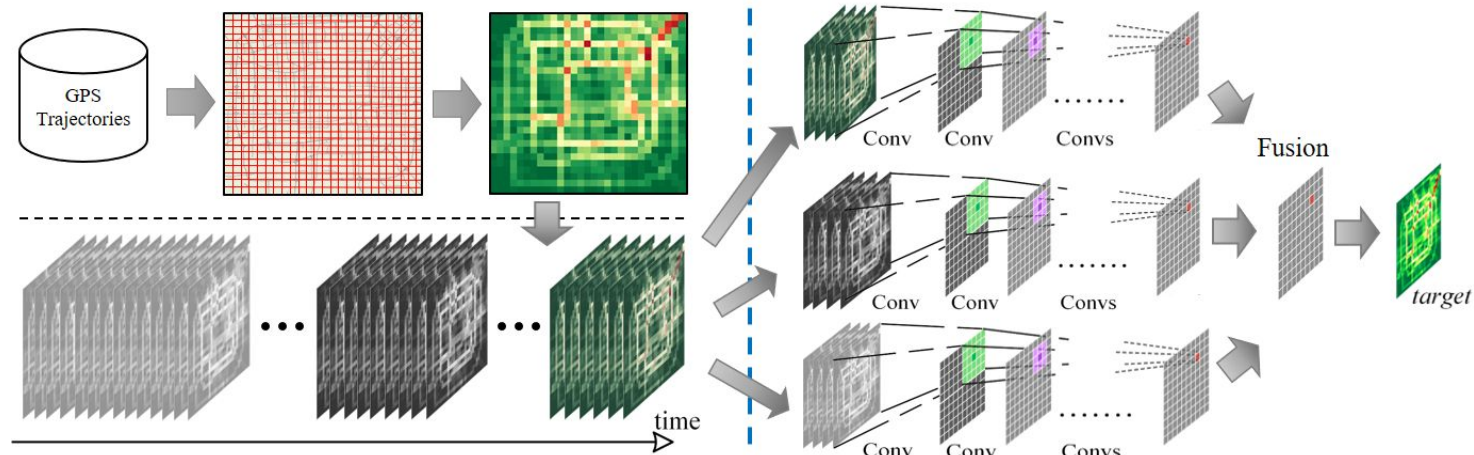 GPS
Trajectories
time
Conv
Conv
Convs
.......
Conv
Conv
Convs
.......
Conv
Conv
Convs
.......
Fusion
target